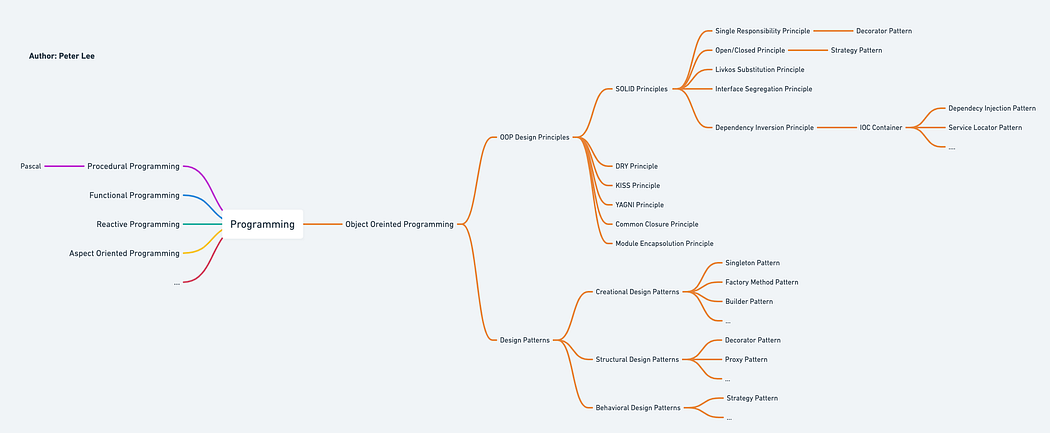 Author: Peter Lee
Pascal
Procedural Programming
Functional Programming
Reactive Programming
Aspect Oriented Programming
...
Programming
Object Oreinted Programming
OOP Design Principles
SOLID Principles
Single Responsibility Principle
Decorator Pattern
Open/Closed Principle
Strategy Pattern
Livkos Substitution Principle
Interface Segregation Principle
Dependency Inversion Principle
IOC Container
Dependecy Injection Pattern
Service Locator Pattern
...
DRY Principle
KISS Principle
YAGNI Principle
Common Closure Principle
Module Encapsolution Principle
Design Patterns
Creational Design Patterns
Singleton Pattern
Factory Method Pattern
Builder Pattern
...
Structural Design Patterns
Decorator Pattern
Proxy Pattern
...
Behavioral Design Patterns
Strategy Pattern
...